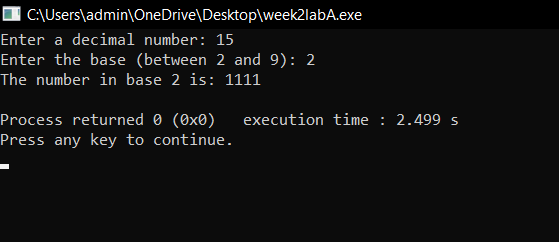 C:\Users\admin\OneDrive\Desktop\week2labA.exe
Enter a decimal number: 15
Enter the base (between 2 and 9): 2
The number in base 2 is: 1111
Process returned 0 (0x0)   execution time : 2.499 s
Press any key to continue.